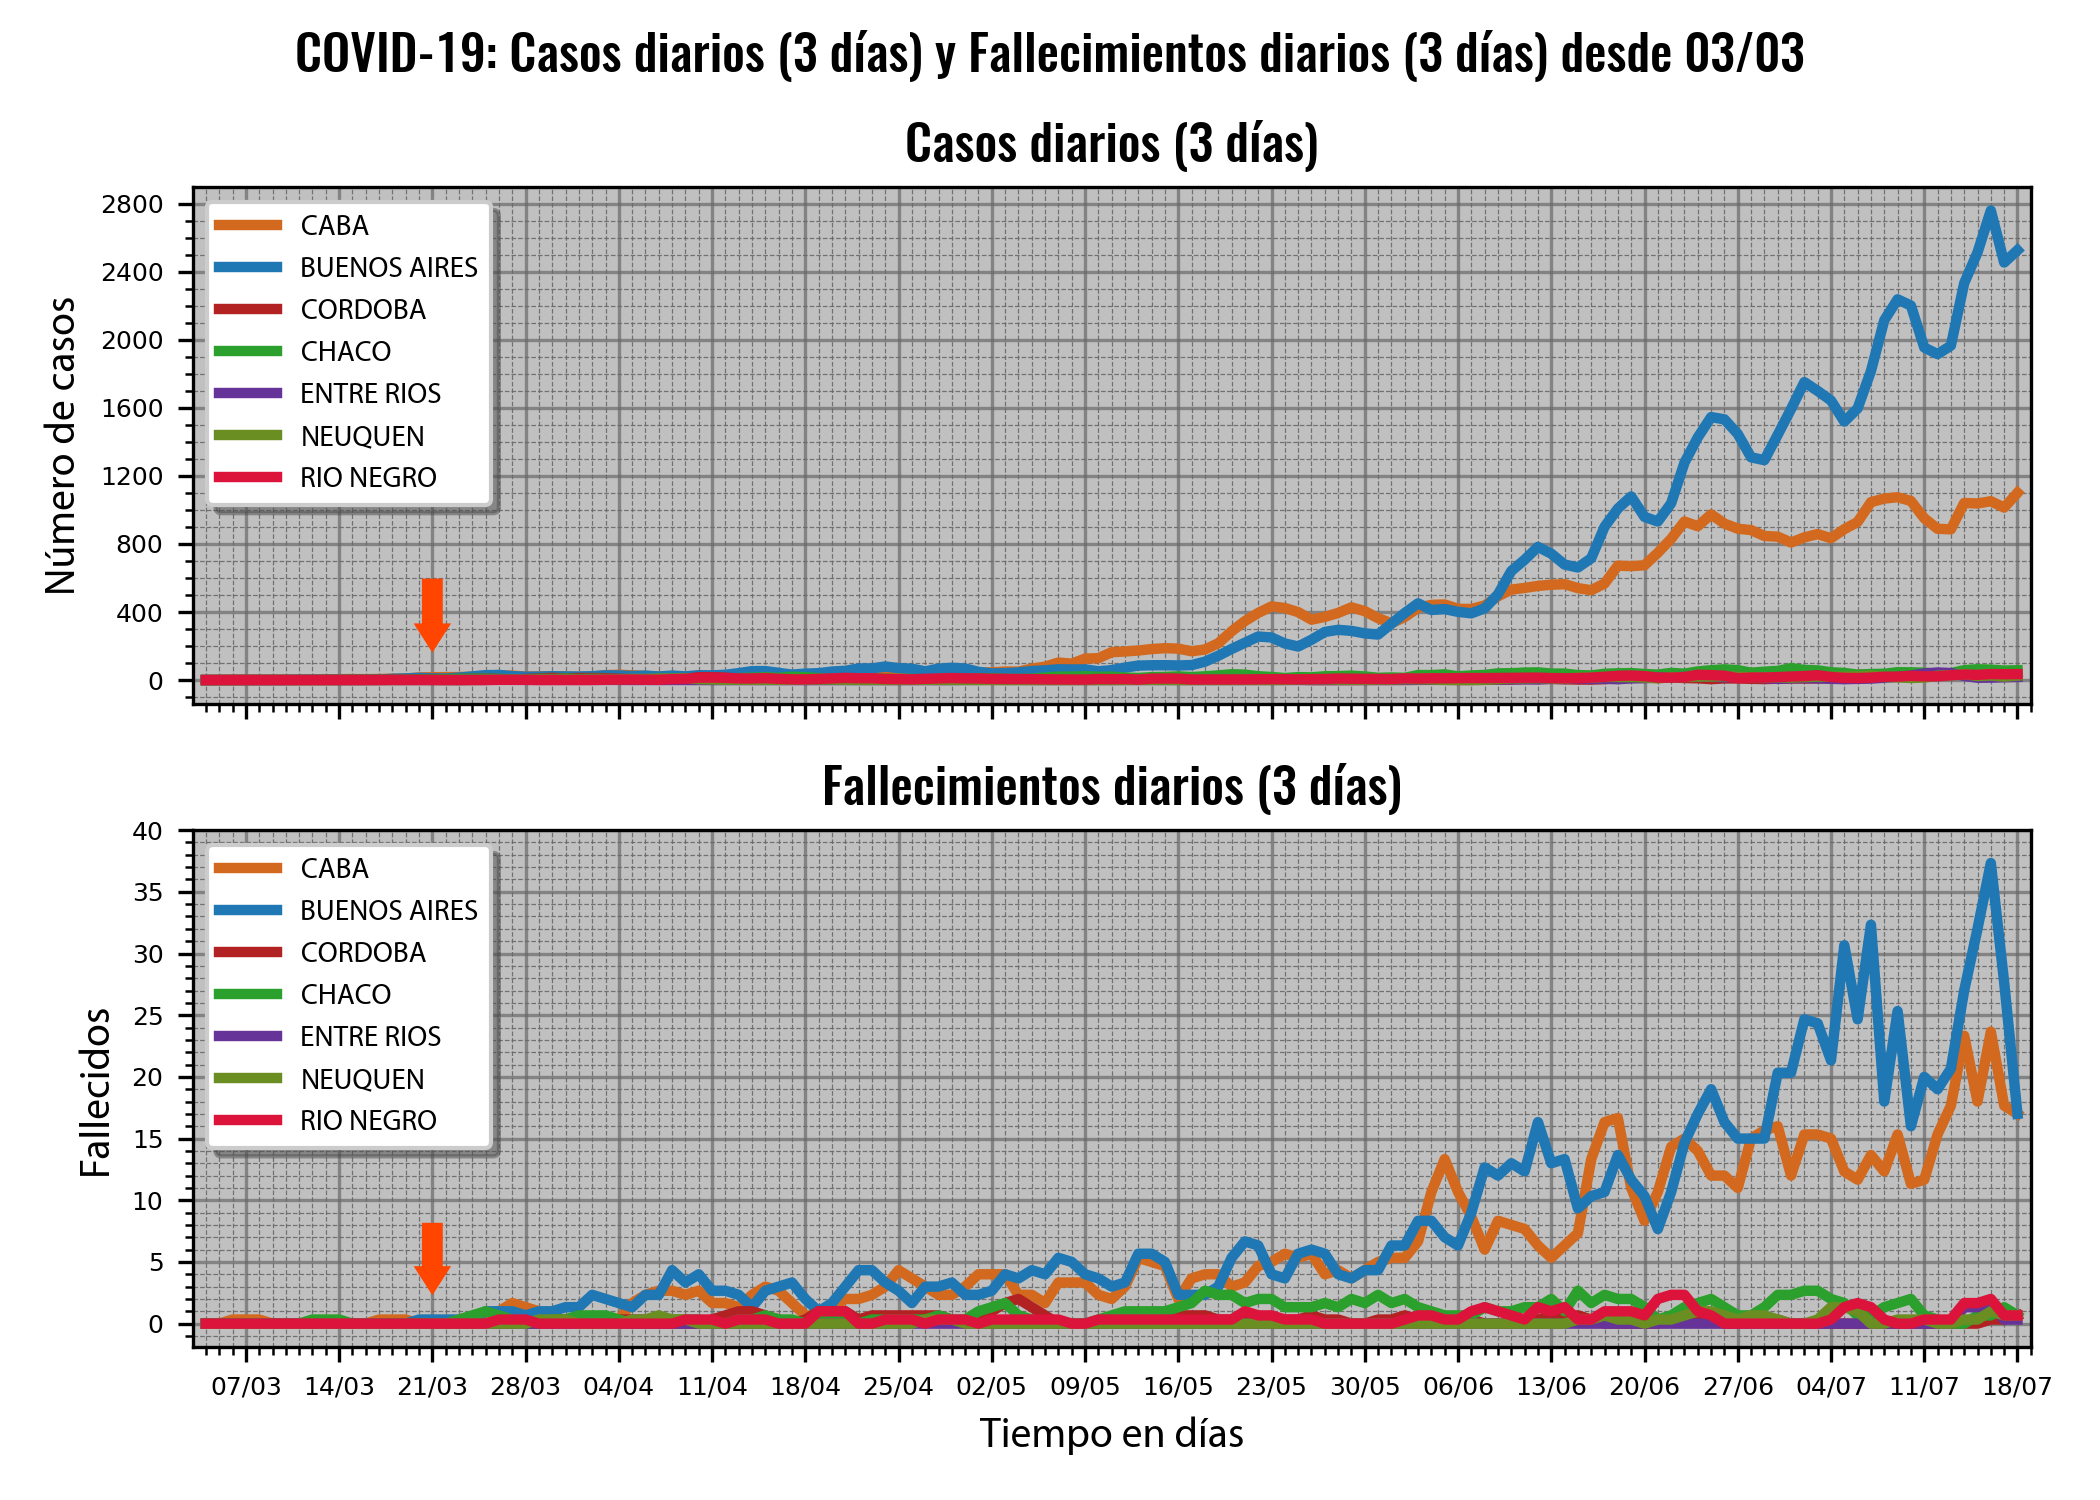 COVID-19: Casos diarios (3 días) y Fallecimientos diarios (3 días) desde 03/03
Casos diarios (3 días)
Número de casos
2800
2400
2000
1600
1200
800
400
0
CABA
BUENOS AIRES
CORDOBA
CHACO
ENTRE RIOS
NEUQUEN
RIO NEGRO
Fallecimientos diarios (3 días)
Fallecidos
40
35
30
25
20
15
10
5
0
CABA
BUENOS AIRES
CORDOBA
CHACO
ENTRE RIOS
NEUQUEN
RIO NEGRO
07/03 14/03 21/03 28/03 04/04 11/04 18/04 25/04 02/05 09/05 16/05 23/05 30/05 06/06 13/06 20/06 27/06 04/07 11/07 18/07
Tiempo en días